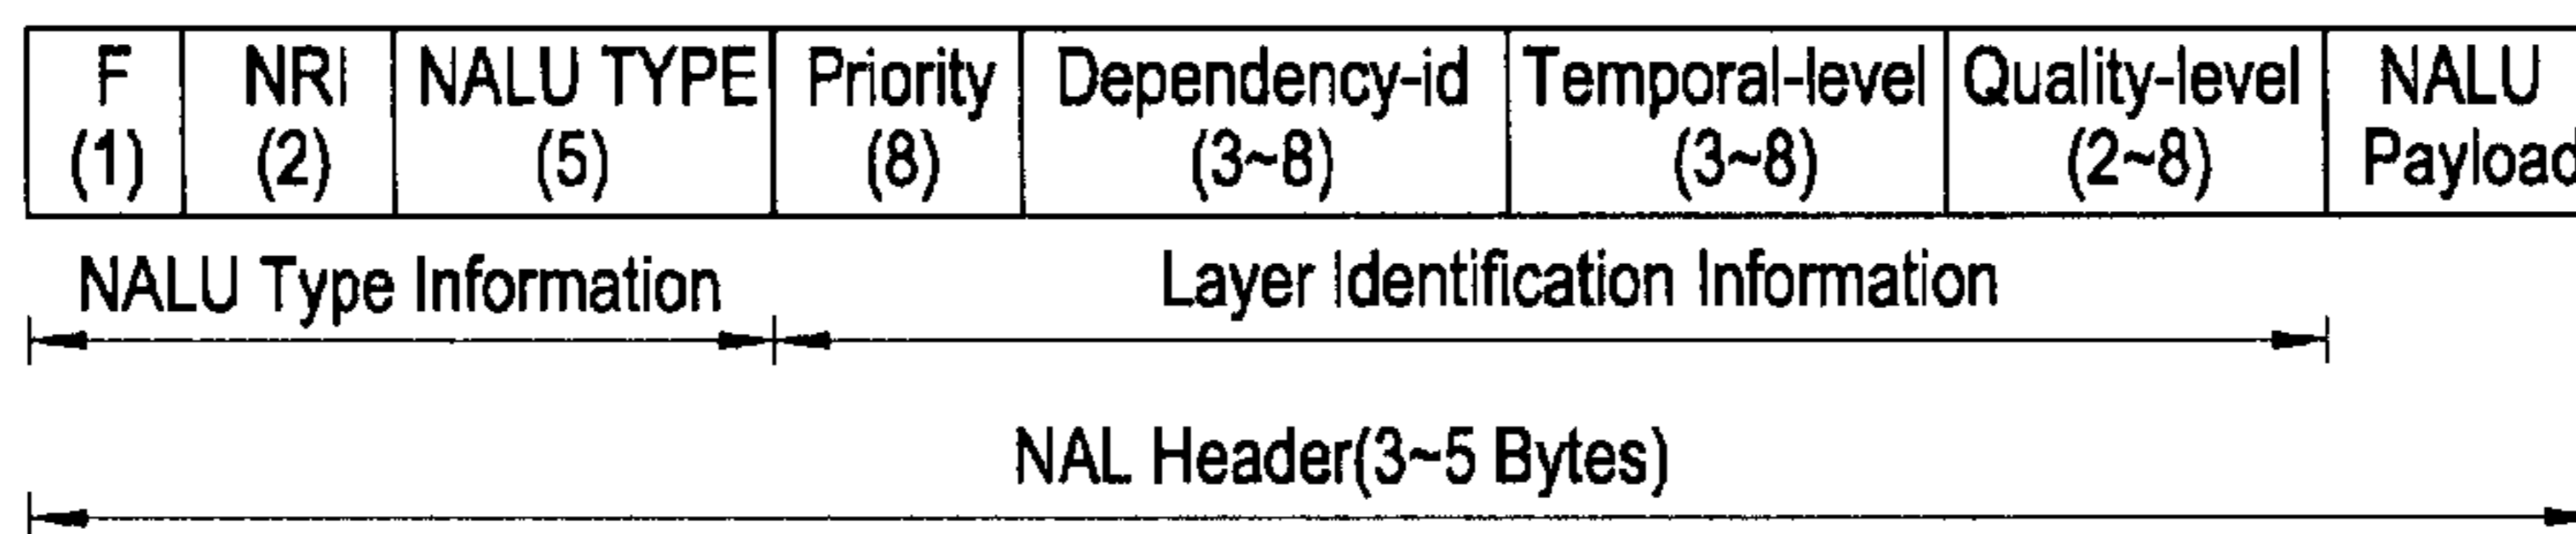 F NRI NALU TYPE Priority Dependency-id Temporal-level Quality-level NALU
(1) (2) (5) (8) (3~8) (3~8) (2~8) Payload
NALU Type Information Layer Identification Information
NAL Header(3~5 Bytes)